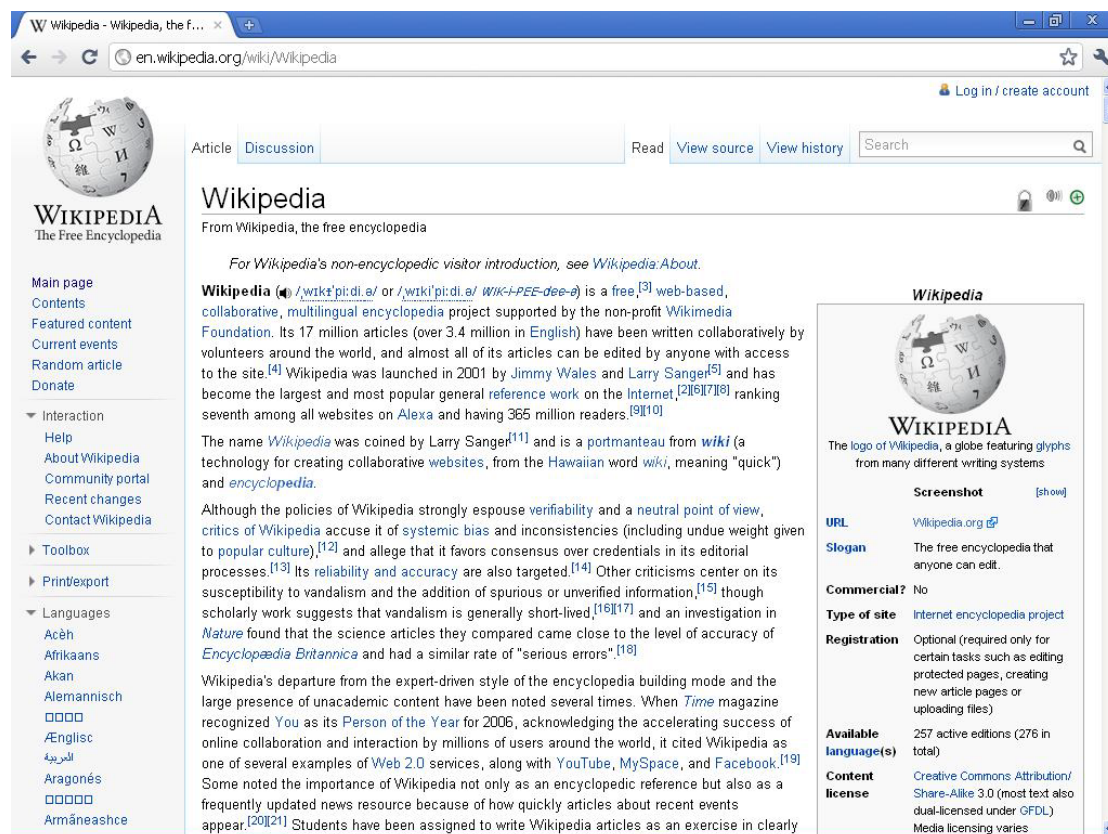 Wikipedia - Wikipedia, the f...
en.wikipedia.org/wiki/Wikipedia
Log in / create account
Article Discussion Read View source View history Search
WIKIPEDIA
The Free Encyclopedia
Main page
Contents
Featured content
Current events
Random article
Donate
Interaction
Help
About Wikipedia
Community portal
Recent changes
Contact Wikipedia
Toolbox
Print/export
Languages
Acèh
Afrikaans
Akan
Alemannisch
Ænglisc
العربية
Aragonés
Armãneashce
Wikipedia
From Wikipedia, the free encyclopedia
For Wikipedia's non-encyclopedic visitor introduction, see Wikipedia:About.
Wikipedia (/ˌwɪkɨˈpiːdi.ə/ or /ˌwɪkiˈpiːdi.ə/ WIK-i-PEE-dee-ə) is a free,[3] web-based,
collaborative, multilingual encyclopedia project supported by the non-profit Wikimedia
Foundation. Its 17 million articles (over 3.4 million in English) have been written collaboratively by
volunteers around the world, and almost all of its articles can be edited by anyone with access
to the site.[4] Wikipedia was launched in 2001 by Jimmy Wales and Larry Sanger[5] and has
become the largest and most popular general reference work on the Internet,[2][6][7][8] ranking
seventh among all websites on Alexa and having 365 million readers.[9][10]
The name Wikipedia was coined by Larry Sanger[11] and is a portmanteau from wiki (a
technology for creating collaborative websites, from the Hawaiian word wiki, meaning "quick")
and encyclopedia.
Although the policies of Wikipedia strongly espouse verifiability and a neutral point of view,
critics of Wikipedia accuse it of systemic bias and inconsistencies (including undue weight given
to popular culture),[12] and allege that it favors consensus over credentials in its editorial
processes.[13] Its reliability and accuracy are also targeted.[14] Other criticisms center on its
susceptibility to vandalism and the addition of spurious or unverified information,[15] though
scholarly work suggests that vandalism is generally short-lived,[16][17] and an investigation in
Nature found that the science articles they compared came close to the level of accuracy of
Encyclopædia Britannica and had a similar rate of "serious errors".[18]
Wikipedia's departure from the expert-driven style of the encyclopedia building mode and the
large presence of unacademic content have been noted several times. When Time magazine
recognized You as its Person of the Year for 2006, acknowledging the accelerating success of
online collaboration and interaction by millions of users around the world, it cited Wikipedia as
one of several examples of Web 2.0 services, along with YouTube, MySpace, and Facebook.[19]
Some noted the importance of Wikipedia not only as an encyclopedic reference but also as a
frequently updated news resource because of how quickly articles about recent events
appear.[20][21] Students have been assigned to write Wikipedia articles as an exercise in clearly
Wikipedia
WIKIPEDIA
The logo of Wikipedia, a globe featuring glyphs
from many different writing systems
Screenshot [show]
URL Wikipedia.org
Slogan The free encyclopedia that
anyone can edit.
Commercial? No
Type of site Internet encyclopedia project
Registration Optional (required only for
certain tasks such as editing
protected pages, creating
new article pages or
uploading files)
Available 257 active editions (276 in
language(s) total)
Content Creative Commons Attribution/
license Share-Alike 3.0 (most text also
dual-licensed under GFDL)
Media licensing varies